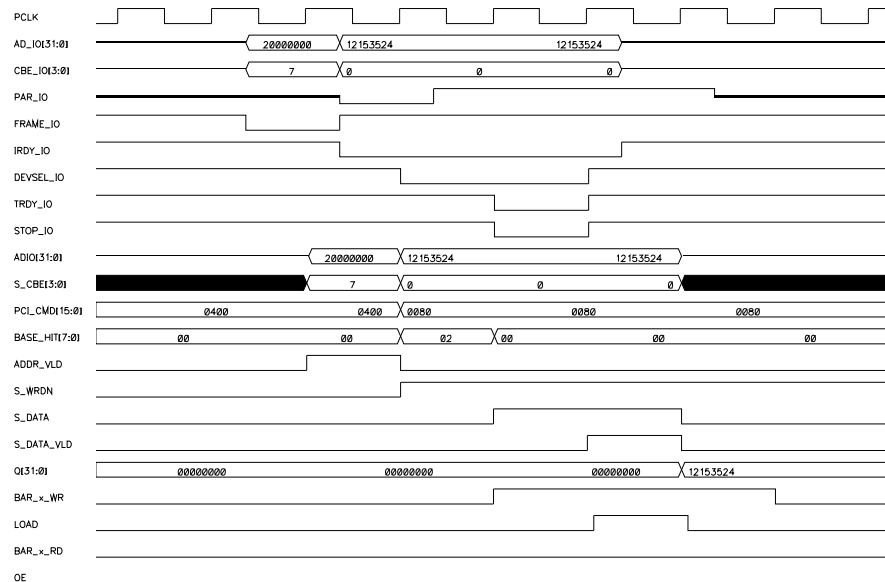 PCLK
AD_IO[31:0] 20000000 12153524 12153524
CBE_IO[3:0] 7 0 0 0
PAR_IO
FRAME_IO
IRDY_IO
DEVSEL_IO
TRDY_IO
STOP_IO
ADIO[31:0] 20000000 12153524 12153524
S_CBE[3:0] 7 0 0 0
PCI_CMD[15:0] 0400 0400 0080 0080 0080
BASE_HIT[7:0] 00 00 02 00 00 00
ADDR_VLD
S_WRDN
S_DATA
S_DATA_VLD
Q[31:0] 00000000 00000000 00000000 12153524
BAR_x_WR
LOAD
BAR_x_RD
OE